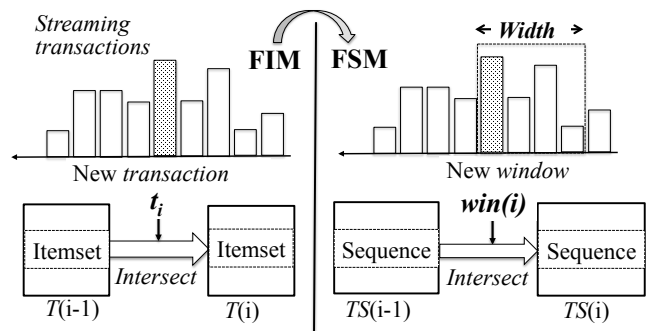 Streaming
transactions
FIM
FSM
Width
New transaction
New window
t_i
win(i)
Itemset
Itemset
Sequence
Sequence
Intersect
Intersect
T(i-1)
T(i)
TS(i-1)
TS(i)